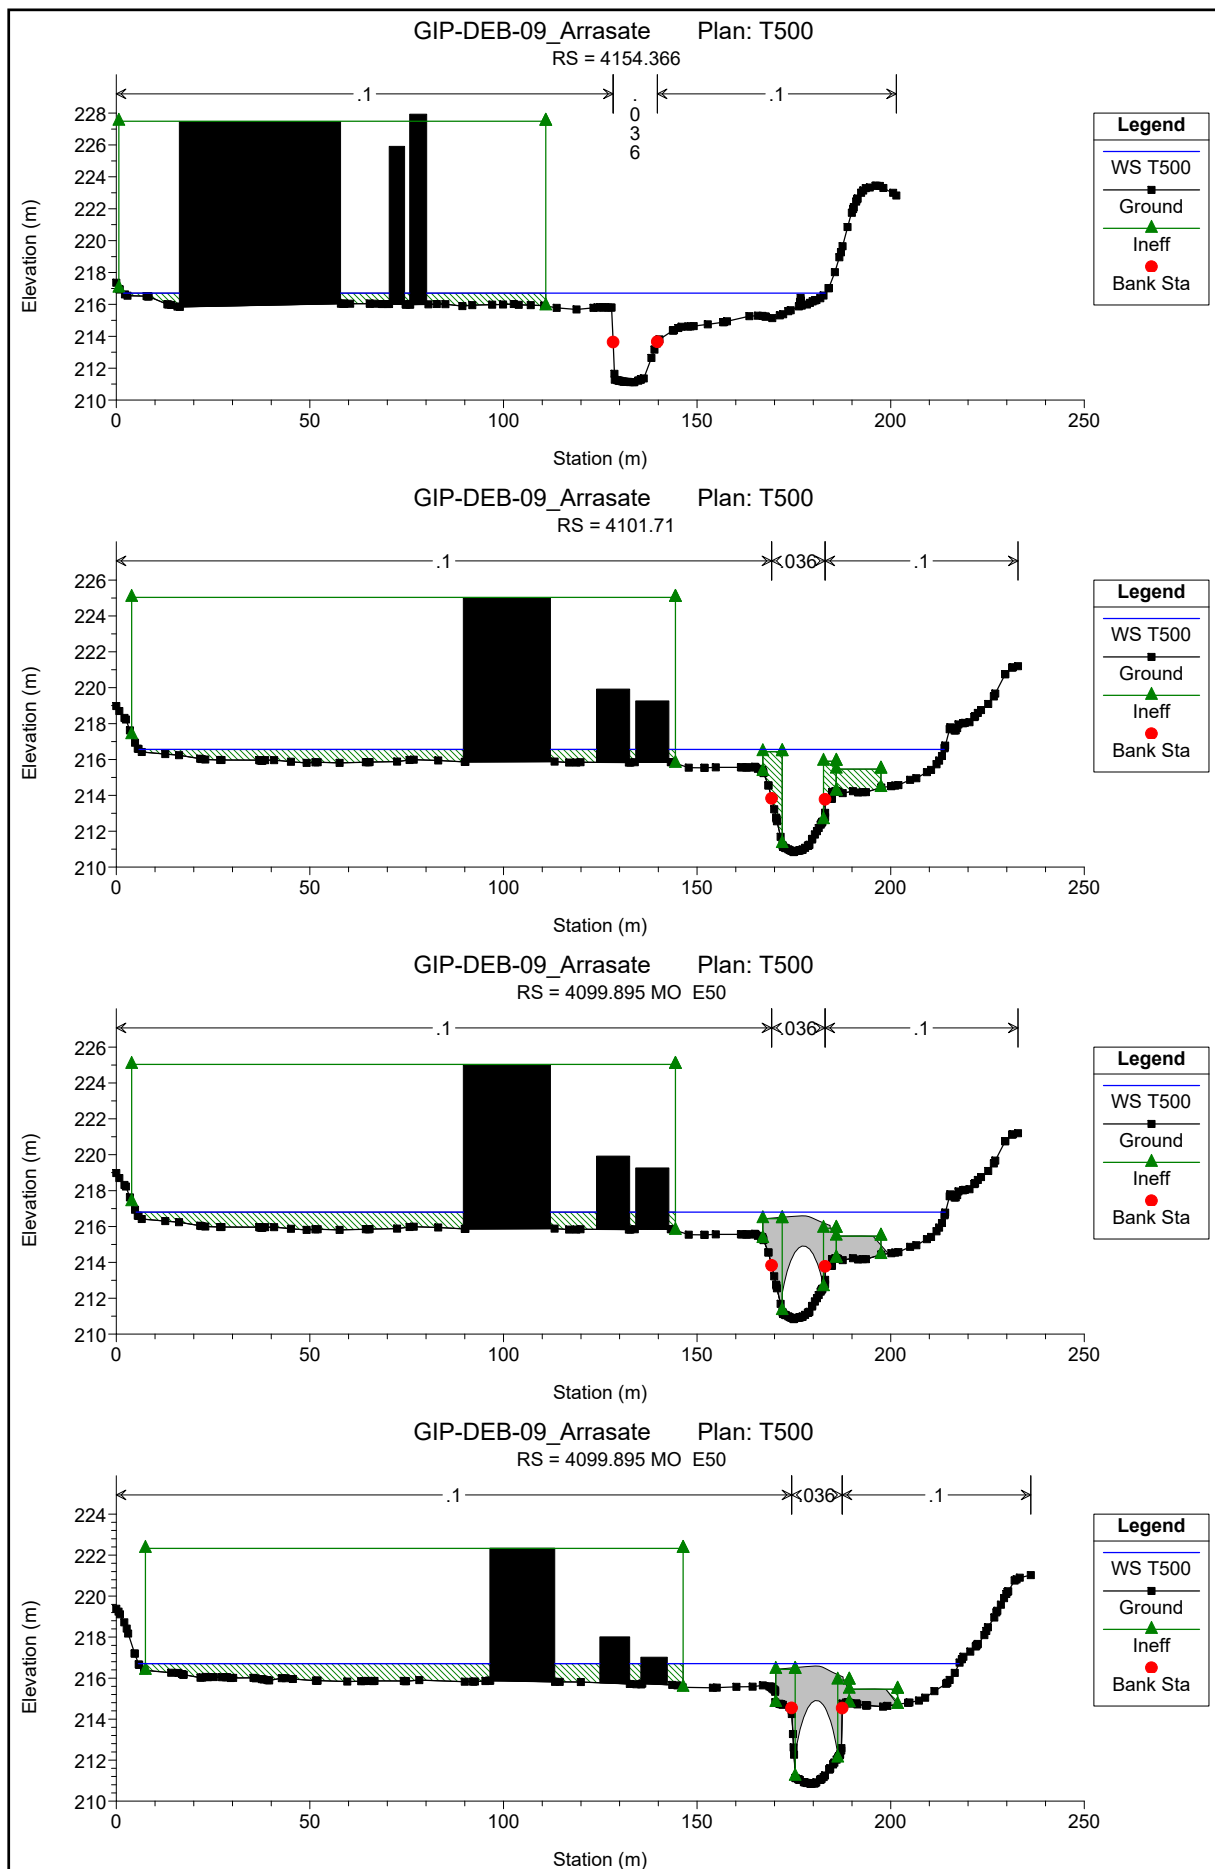 GIP-DEB-09_Arrasate Plan: T500
RS = 4154.366
.1
.036
.1
228
226
224
222
220
218
216
214
212
210
Elevation (m)
0 50 100 150 200 250
Station (m)
Legend
WS T500
Ground
Ineff
Bank Sta
GIP-DEB-09_Arrasate Plan: T500
RS = 4101.71
.1 .036 .1
226
224
222
220
218
216
214
212
210
Elevation (m)
0 50 100 150 200 250
Station (m)
Legend
WS T500
Ground
Ineff
Bank Sta
GIP-DEB-09_Arrasate Plan: T500
RS = 4099.895 MO E50
.1 .036 .1
226
224
222
220
218
216
214
212
210
Elevation (m)
0 50 100 150 200 250
Station (m)
Legend
WS T500
Ground
Ineff
Bank Sta
GIP-DEB-09_Arrasate Plan: T500
RS = 4099.895 MO E50
.1 .036 .1
224
222
220
218
216
214
212
210
Elevation (m)
0 50 100 150 200 250
Station (m)
Legend
WS T500
Ground
Ineff
Bank Sta